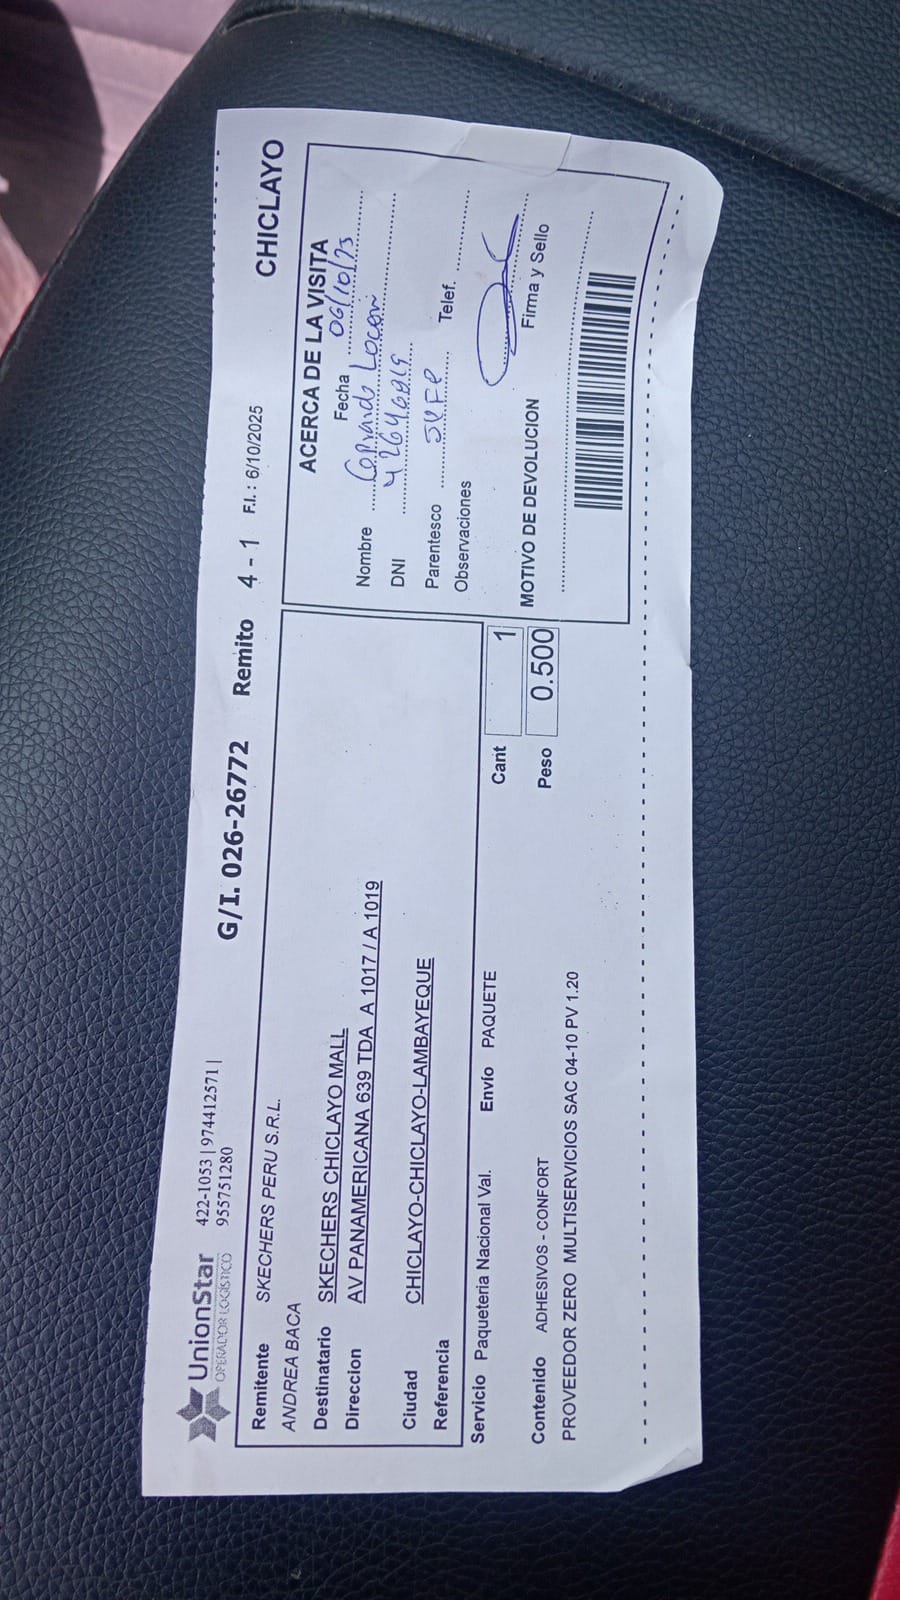 UnionStar
OPERADOR LOGÍSTICO
422-1053 | 974412571 |
955751280
G/I. 026-26772 Remito 4 - 1 F.I.: 6/10/2025 CHICLAYO
Remitente SKECHERS PERU S.R.L.
ANDREA BACA
Destinatario SKECHERS CHICLAYO MALL
Direccion AV PANAMERICANA 639 TDA A 1017 / A 1019
Ciudad CHICLAYO-CHICLAYO-LAMBAYEQUE
Referencia
Servicio Paqueteria Nacional Val. Envío PAQUETE Cant 1
Contenido ADHESIVOS - CONFORT Peso 0.500
PROVEEDOR ZERO MULTISERVICIOS SAC 04-10 PV 1.20
ACERCA DE LA VISITA
Fecha 06/10/
Nombre
DNI
Parentesco Telef.
Observaciones
Firma y Sello
MOTIVO DE DEVOLUCION